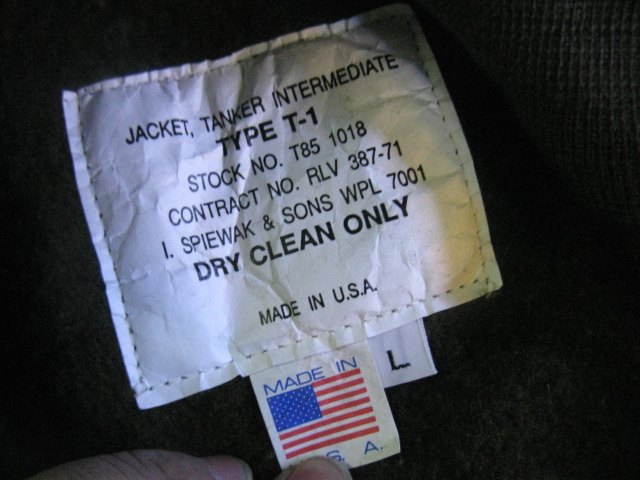 JACKET, TANKER INTERMEDIATE
TYPE T-1
STOCK NO. T85 1018
CONTRACT NO. RLV 387-71
I. SPIEWAK & SONS WPL 7001
DRY CLEAN ONLY
MADE IN U.S.A.
L
MADE IN
S. A.